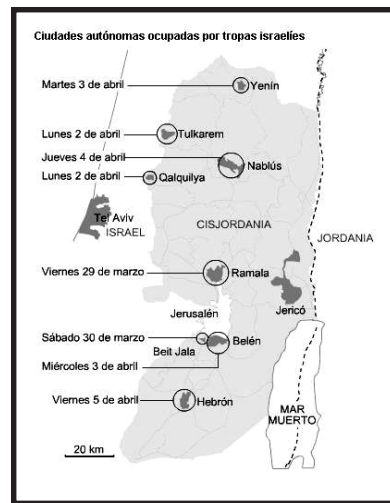 Ciudades autónomas ocupadas por tropas israelíes
Martes 3 de abril
Yenín
Lunes 2 de abril
Tulkarem
Jueves 4 de abril
Nablús
Lunes 2 de abril
Qalquilya
Tel Aviv
ISRAEL
CISJORDANIA
JORDANIA
Viernes 29 de marzo
Ramala
Jericó
Jerusalén
Sábado 30 de marzo
Belén
Beit Jala
Miércoles 3 de abril
Viernes 5 de abril
Hebrón
MAR
MUERTO
20 km